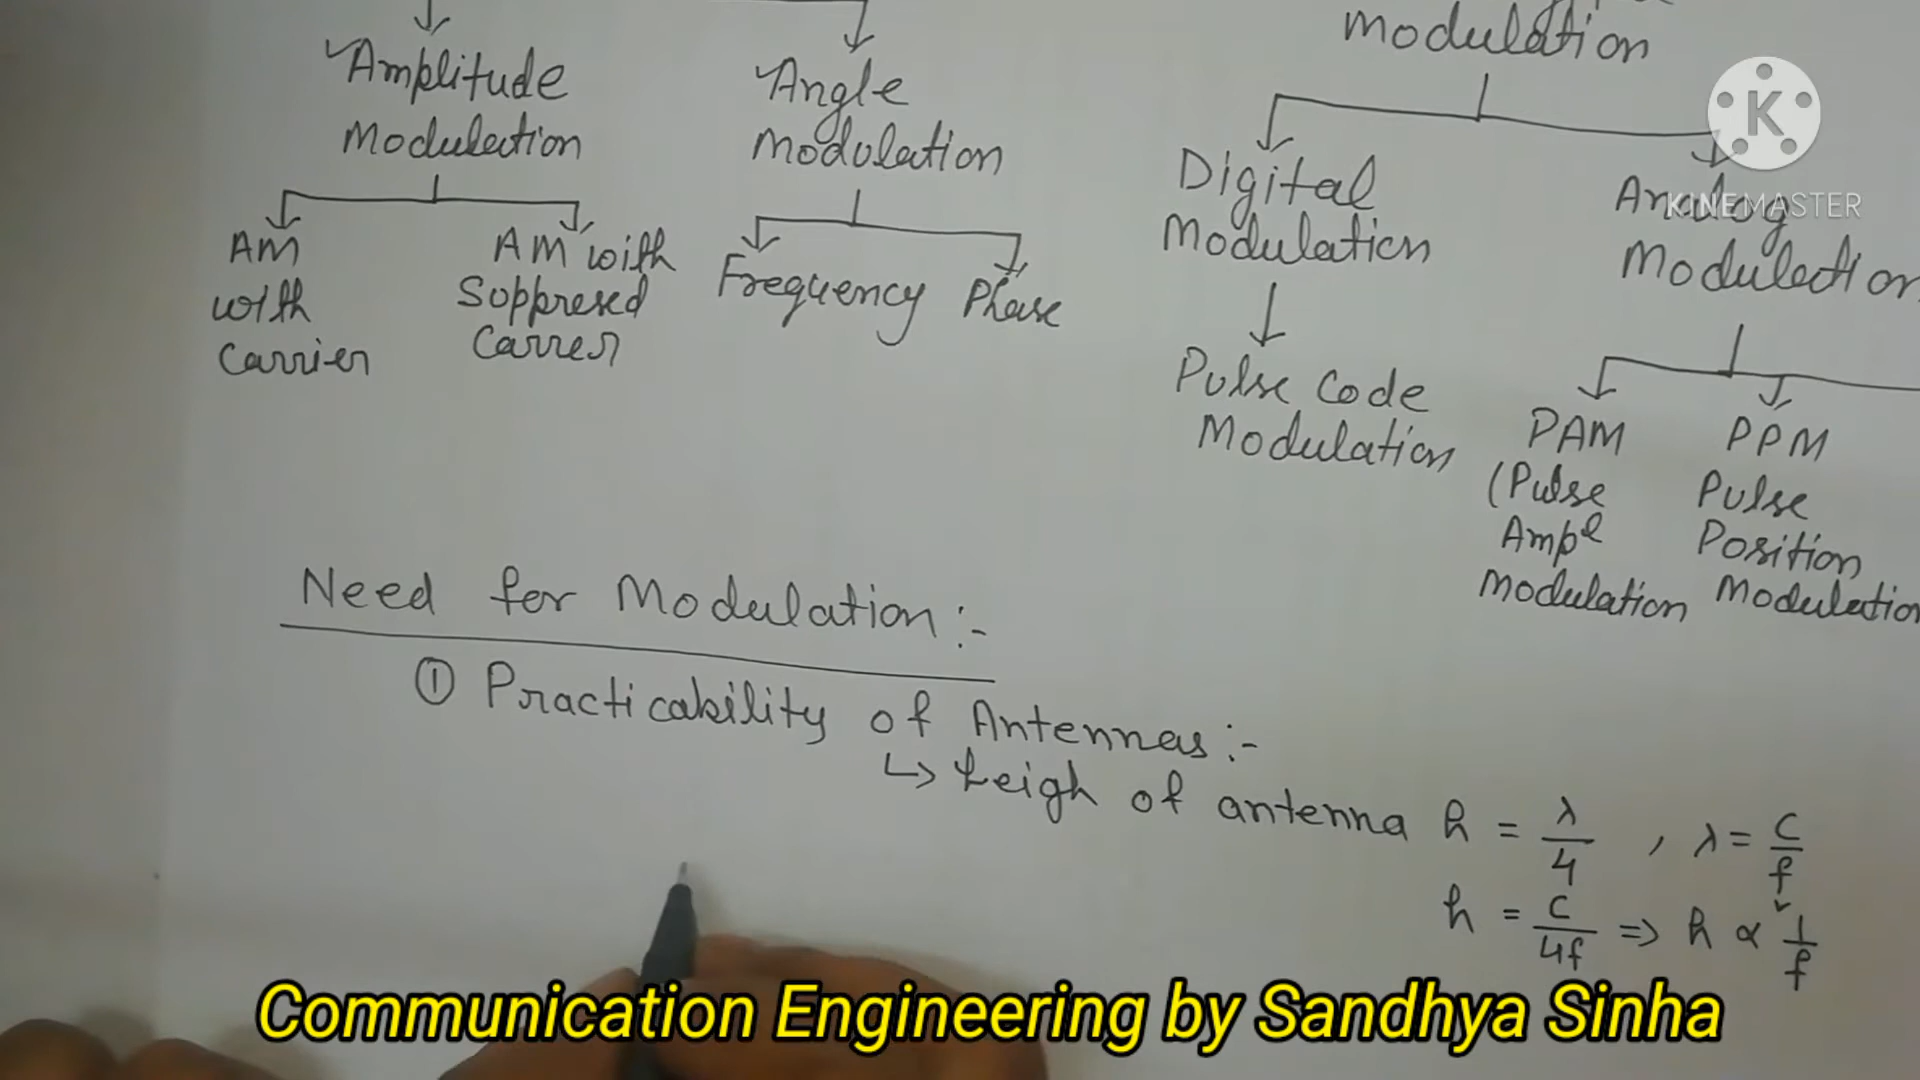 Amplitude
Modulation
AM
with
Carrier
AM with
Soppresed
Carrer
Angle
Modulation
Frequency Phase
Modulation
Digital
Modulation
Pulse Code
Modulation
Analog
Modulation
PAM
(Pulse
Ampl
Modulation
PPM
Pulse
Position
Modulation
K
KINEMASTER
Need for Modulation:-
① Practicability of Antennas:-
↳ heigh of antenna h = λ/4 , λ = c/f
h = c/4f ⇒ h ∝ 1/f
Communication Engineering by Sandhya Sinha